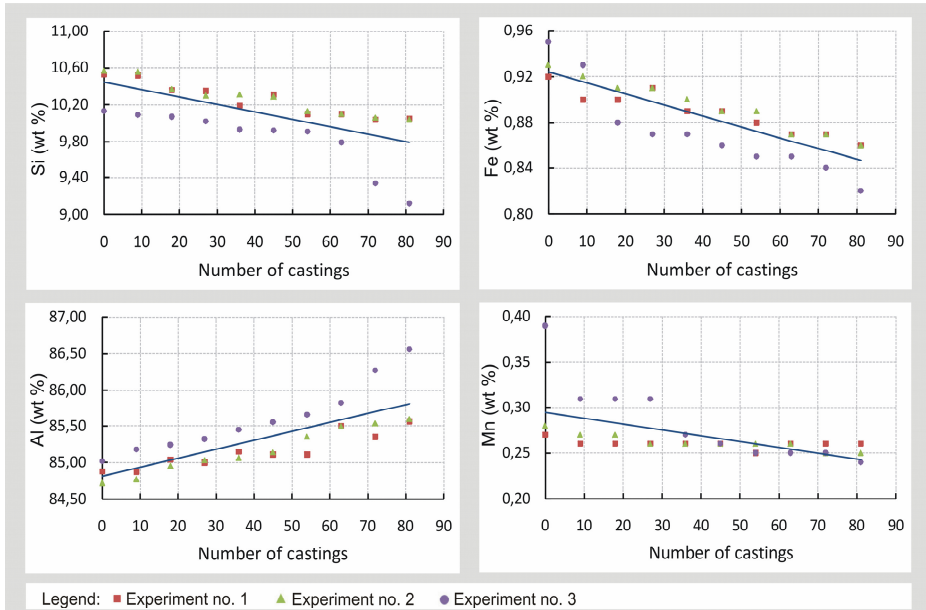 Si (wt %)
11,00
10,60
10,20
9,80
9,40
9,00
0 10 20 30 40 50 60 70 80 90
Number of castings
Fe (wt %)
0,96
0,92
0,88
0,84
0,80
0 10 20 30 40 50 60 70 80 90
Number of castings
Al (wt %)
87,00
86,50
86,00
85,50
85,00
84,50
0 10 20 30 40 50 60 70 80 90
Number of castings
Mn (wt %)
0,40
0,35
0,30
0,25
0,20
0 10 20 30 40 50 60 70 80 90
Number of castings
Legend: Experiment no. 1 Experiment no. 2 Experiment no. 3